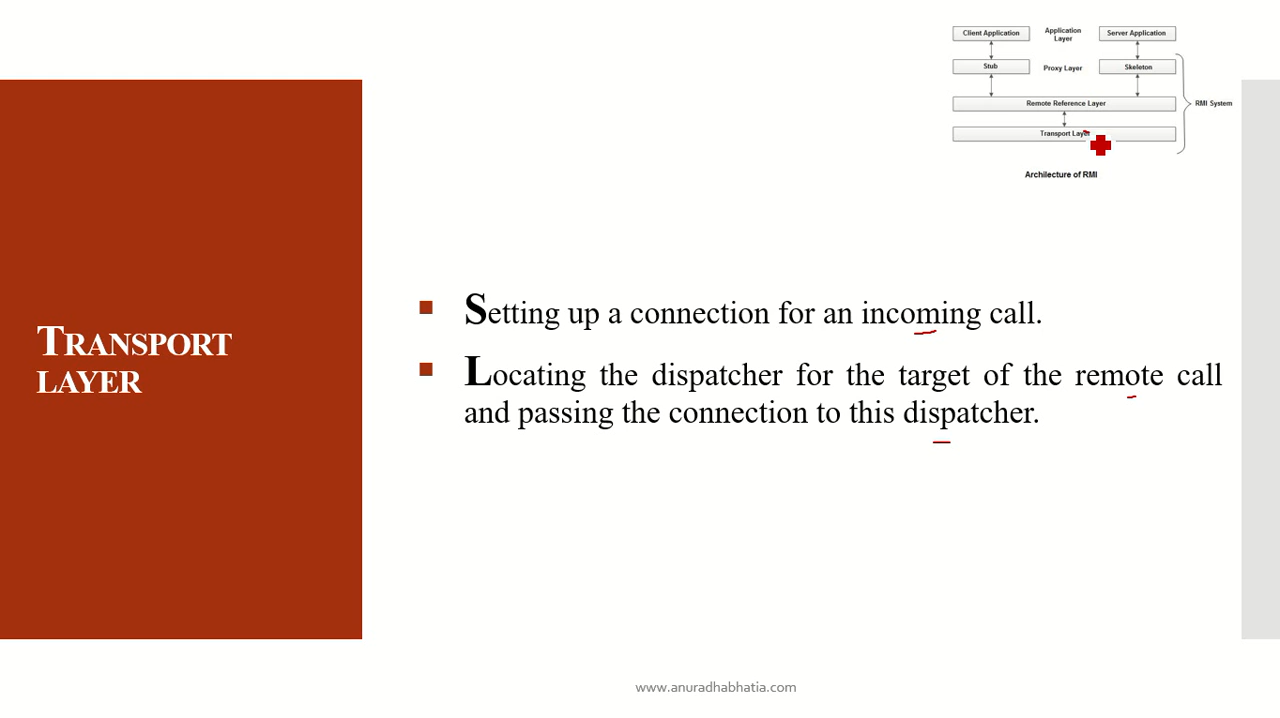 Client Application
Application
Layer
Server Application
Stub
Proxy Layer
Skeleton
Remote Reference Layer
RMI System
Transport Layer
Archilecture of RMI
TRANSPORT
LAYER
Setting up a connection for an incoming call.
Locating the dispatcher for the target of the remote call
and passing the connection to this dispatcher.
www.anuradhabhatia.com